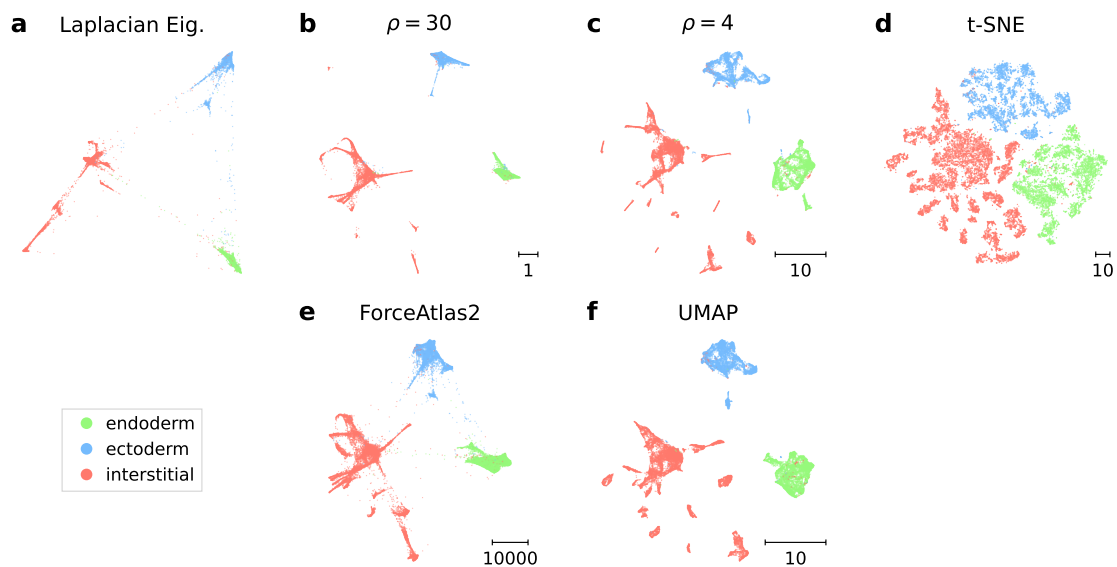 a Laplacian Eig.
b ρ = 30
c ρ = 4
d t-SNE
1
10
10
e ForceAtlas2
f UMAP
endoderm
ectoderm
interstitial
10000
10